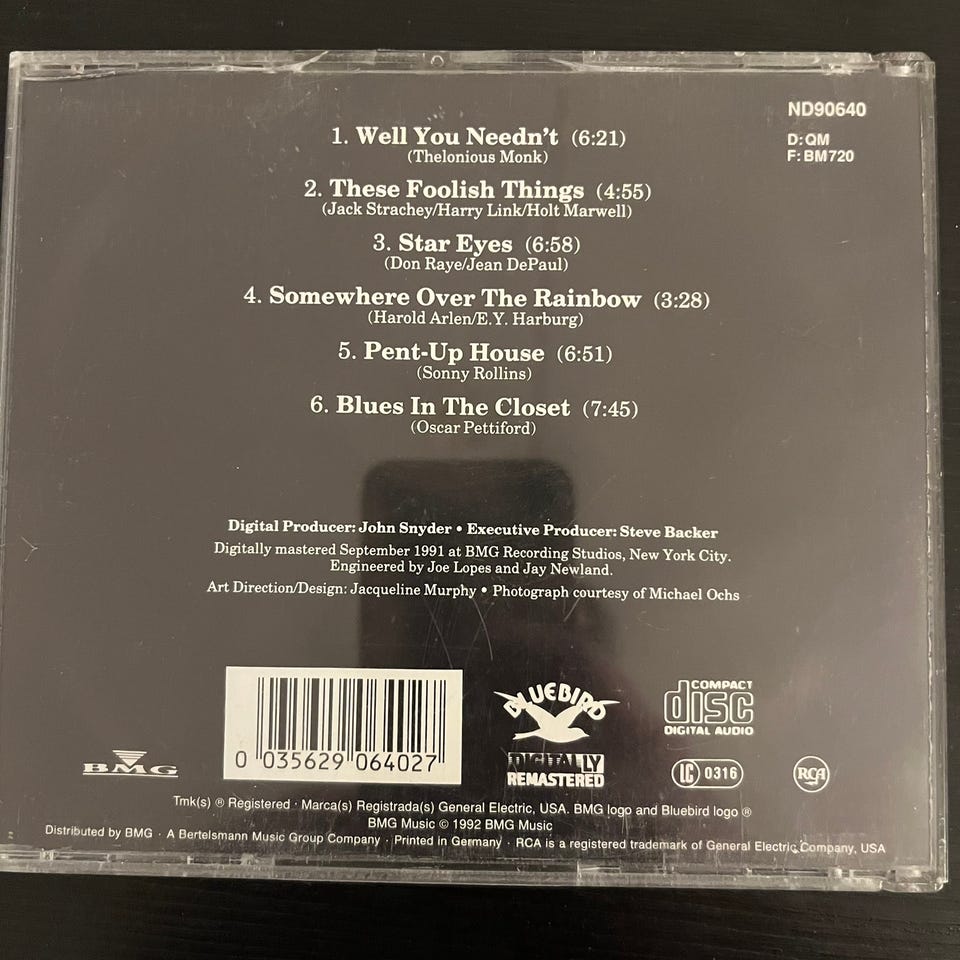 ND90640
D:QM
F:BM720
1. Well You Needn't (6:21)
(Thelonious Monk)
2. These Foolish Things (4:55)
(Jack Strachey/Harry Link/Holt Marwell)
3. Star Eyes (6:58)
(Don Raye/Jean DePaul)
4. Somewhere Over The Rainbow (3:28)
(Harold Arlen/E.Y. Harburg)
5. Pent-Up House (6:51)
(Sonny Rollins)
6. Blues In The Closet (7:45)
(Oscar Pettiford)
Digital Producer: John Snyder • Executive Producer: Steve Backer
Digitally mastered September 1991 at BMG Recording Studios, New York City.
Engineered by Joe Lopes and Jay Newland.
Art Direction/Design: Jacqueline Murphy • Photograph courtesy of Michael Ochs
BMG
0 035629 064027
BLUEBIRD
DIGITALLY
REMASTERED
COMPACT
disc
DIGITAL AUDIO
LC 0316
RCA
Tmk(s) ® Registered · Marca(s) Registrada(s) General Electric, USA. BMG logo and Bluebird logo ®
BMG Music © 1992 BMG Music
Distributed by BMG · A Bertelsmann Music Group Company · Printed in Germany · RCA is a registered trademark of General Electric Company, USA